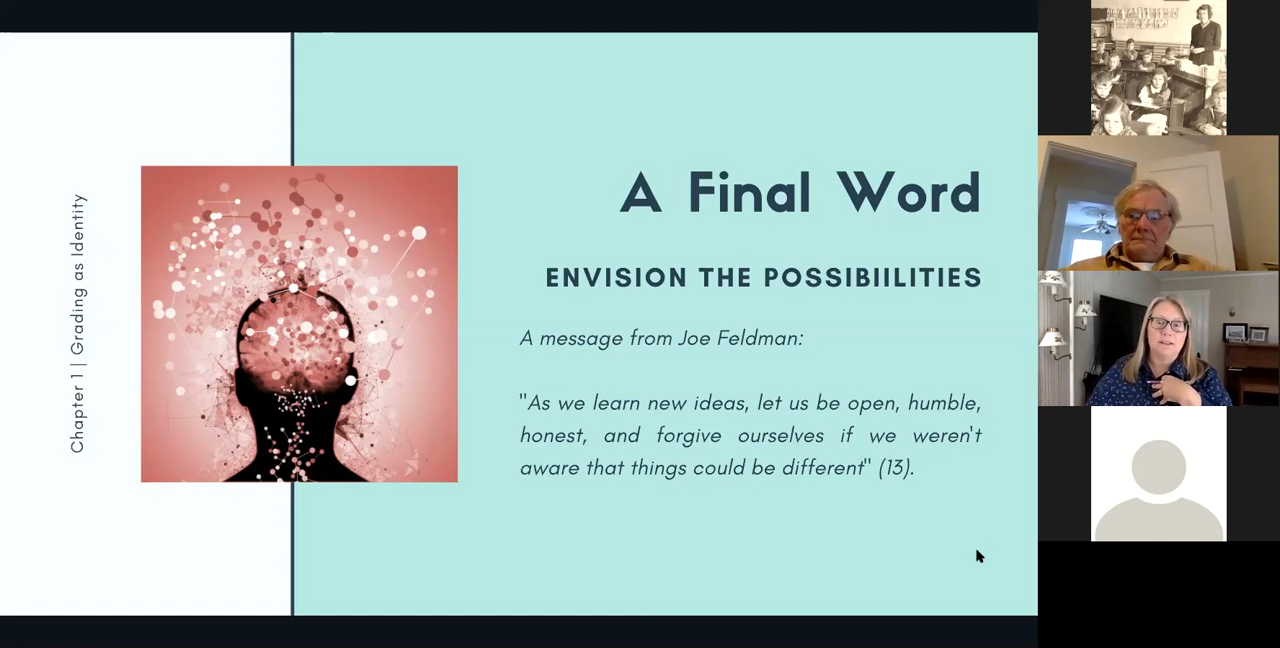 Chapter 1 | Grading as Identity
A Final Word
ENVISION THE POSSIBIILITIES
A message from Joe Feldman:
"As we learn new ideas, let us be open, humble,
honest, and forgive ourselves if we weren't
aware that things could be different" (13).